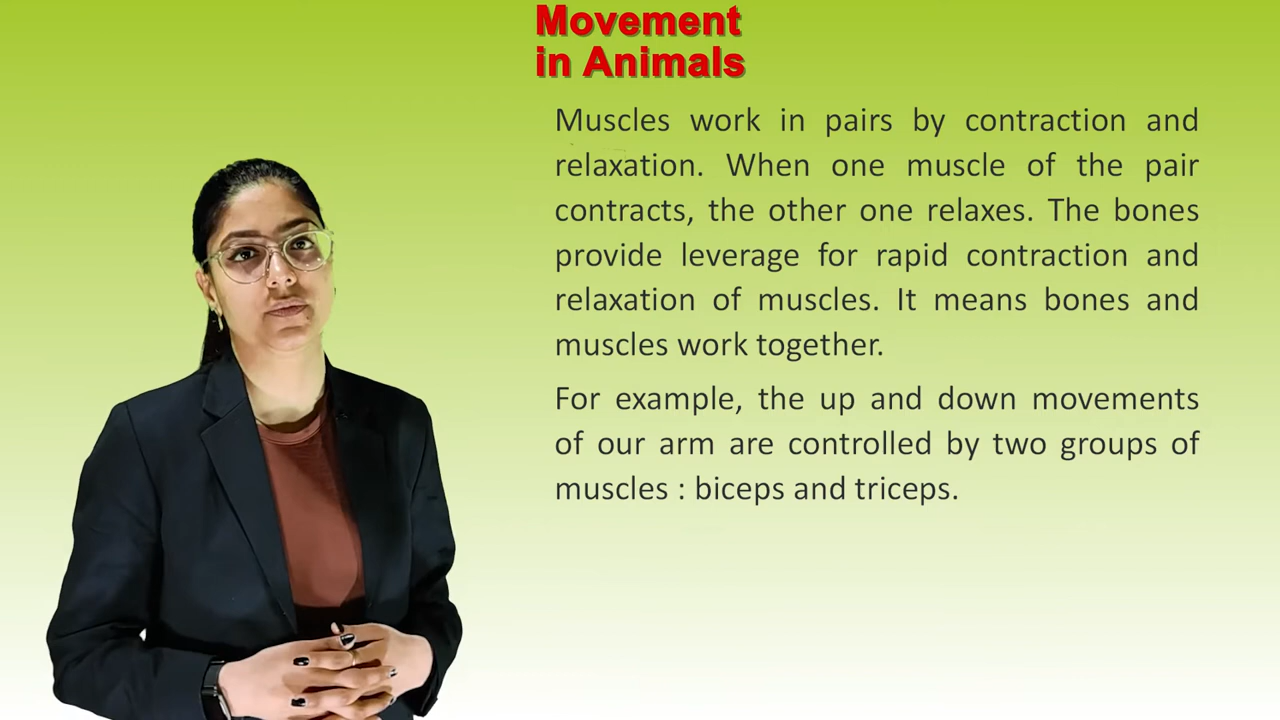 Movement
in Animals
Muscles work in pairs by contraction and
relaxation. When one muscle of the pair
contracts, the other one relaxes. The bones
provide leverage for rapid contraction and
relaxation of muscles. It means bones and
muscles work together.
For example, the up and down movements
of our arm are controlled by two groups of
muscles : biceps and triceps.